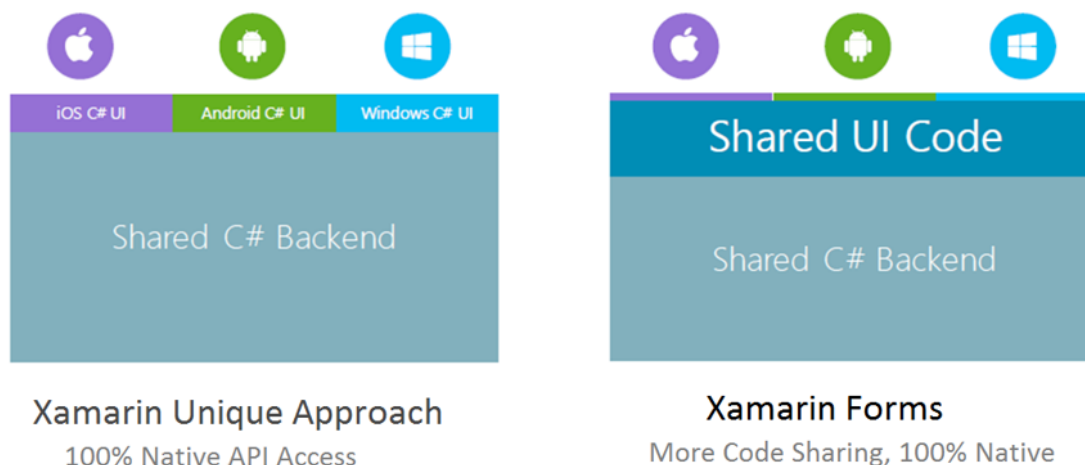 iOS C# UI
Android C# UI
Windows C# UI
Shared C# Backend
Xamarin Unique Approach
100% Native API Access
Shared UI Code
Shared C# Backend
Xamarin Forms
More Code Sharing, 100% Native